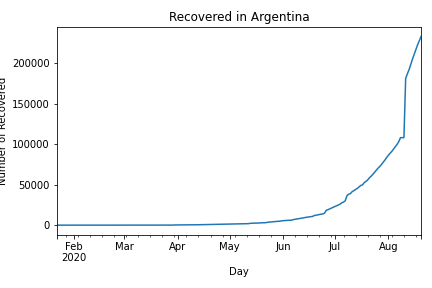 Recovered in Argentina
Number of Recovered
200000
150000
100000
50000
0
Feb Mar Apr May Jun Jul Aug
2020
Day